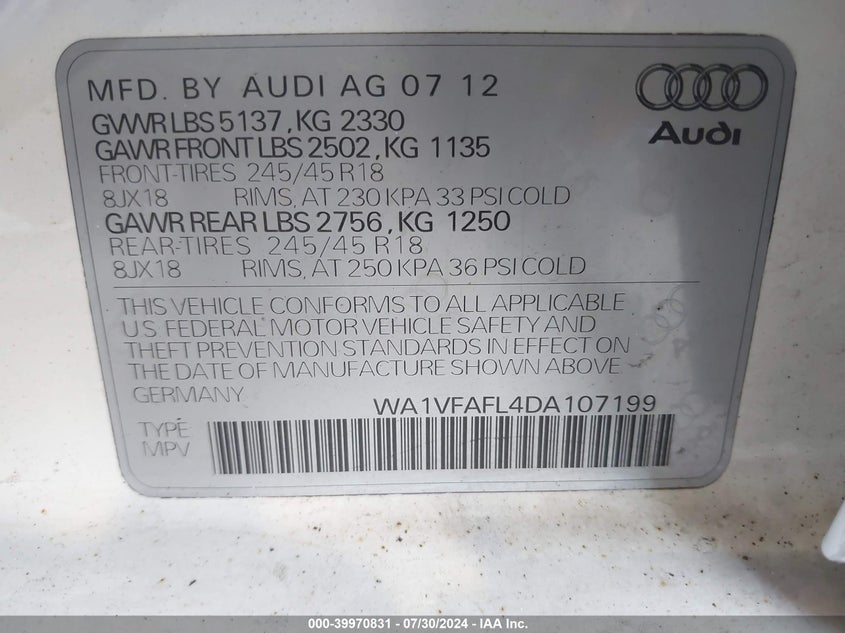 MFD. BY AUDI AG 07 12
Audi
GVWR LBS 5137, KG 2330
GAWR FRONT LBS 2502, KG 1135
FRONT-TIRES 245/45 R18
8JX18 RIMS, AT 230 KPA 33 PSI COLD
GAWR REAR LBS 2756, KG 1250
REAR-TIRES 245/45 R18
8JX18 RIMS, AT 250 KPA 36 PSI COLD
THIS VEHICLE CONFORMS TO ALL APPLICABLE
U.S. FEDERAL MOTOR VEHICLE SAFETY AND
THEFT PREVENTION STANDARDS IN EFFECT ON
THE DATE OF MANUFACTURE SHOWN ABOVE
GERMANY WA1VFAFL4DA107199
TYPE
MPV
000-39970831 / 07/30/2024 - IAA Inc.